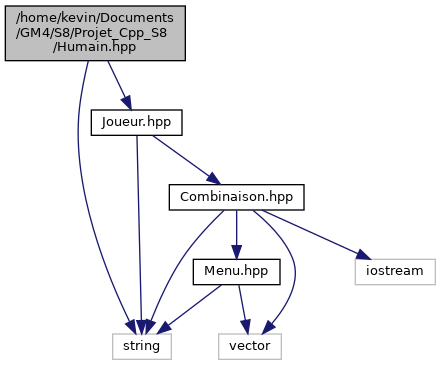 /home/kevin/Documents
/GM4/S8/Projet_Cpp_S8
/Humain.hpp
Joueur.hpp
Combinaison.hpp
Menu.hpp
iostream
string
vector